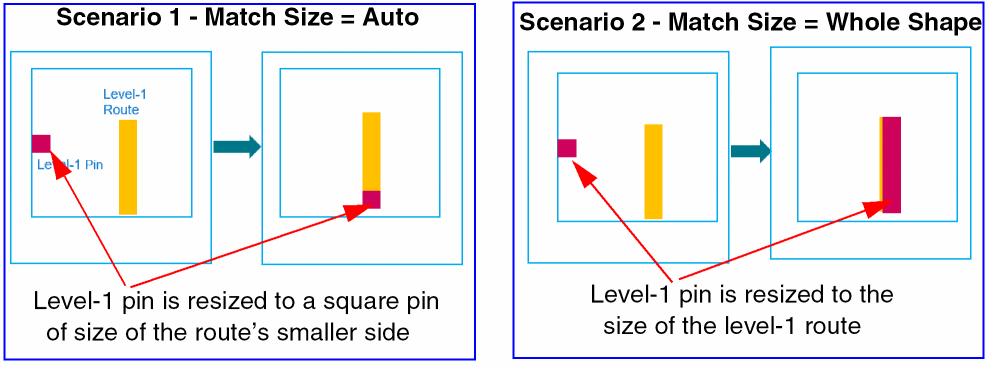 Scenario 1 - Match Size = Auto
Level-1
Route
Level-1 Pin
Level-1 pin is resized to a square pin
of size of the route's smaller side
Scenario 2 - Match Size = Whole Shape
Level-1 pin is resized to the
size of the level-1 route